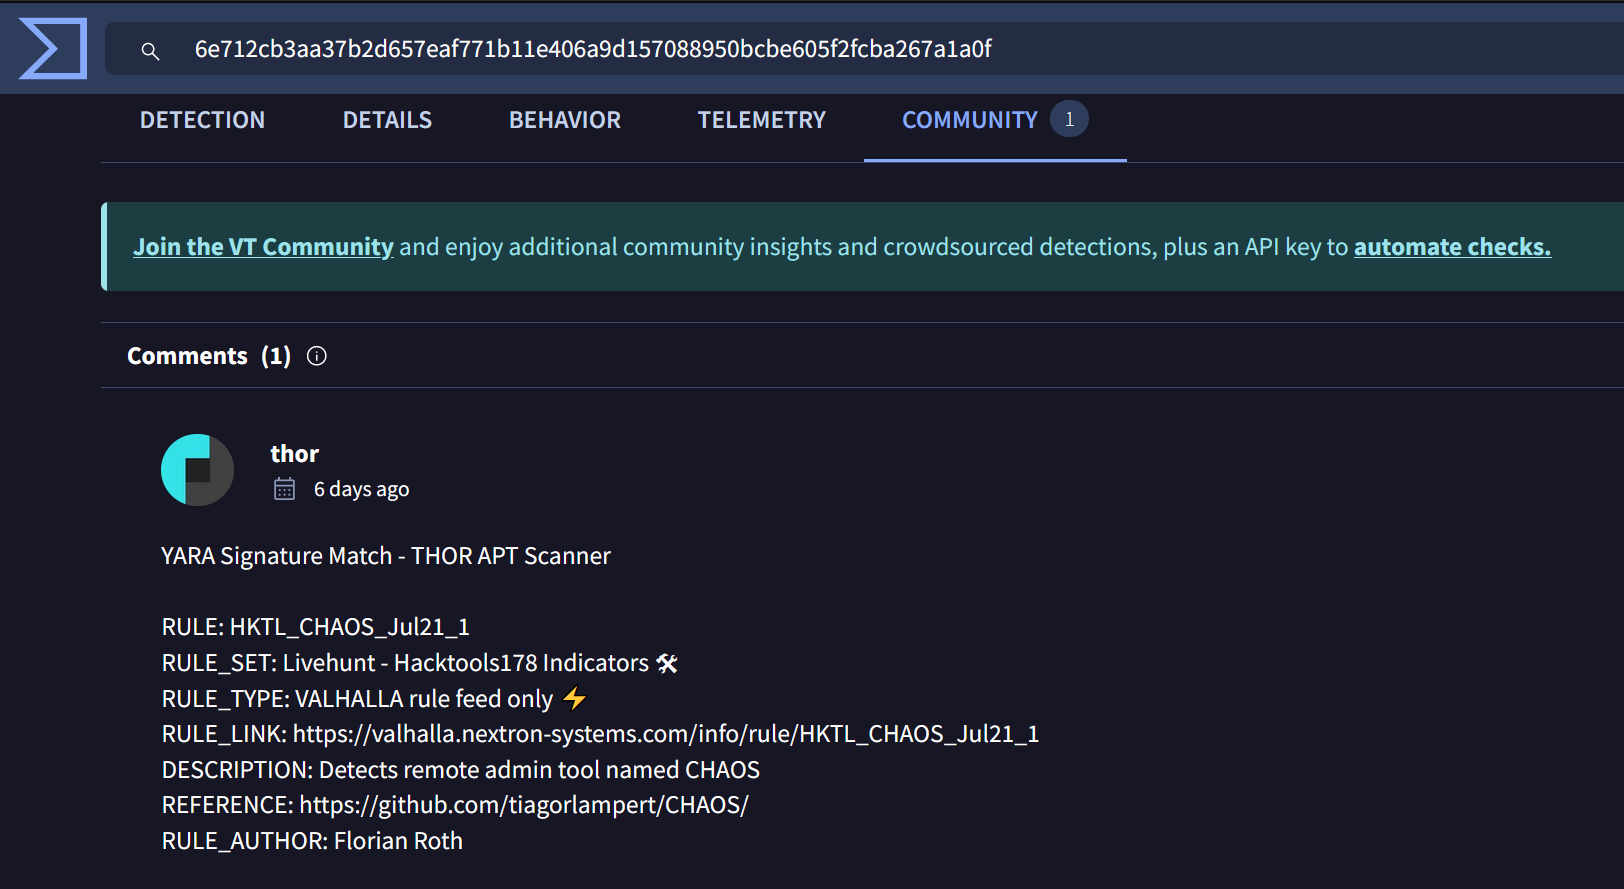 6e712cb3aa37b2d657eaf771b11e406a9d157088950bcbe605f2fcba267a1a0f
DETECTION DETAILS BEHAVIOR TELEMETRY COMMUNITY 1
Join the VT Community and enjoy additional community insights and crowdsourced detections, plus an API key to automate checks.
Comments (1)
thor
6 days ago
YARA Signature Match - THOR APT Scanner
RULE: HKTL_CHAOS_Jul21_1
RULE_SET: Livehunt - Hacktools178 Indicators 🛠
RULE_TYPE: VALHALLA rule feed only ⚡
RULE_LINK: https://valhalla.nextron-systems.com/info/rule/HKTL_CHAOS_Jul21_1
DESCRIPTION: Detects remote admin tool named CHAOS
REFERENCE: https://github.com/tiagorlampert/CHAOS/
RULE_AUTHOR: Florian Roth